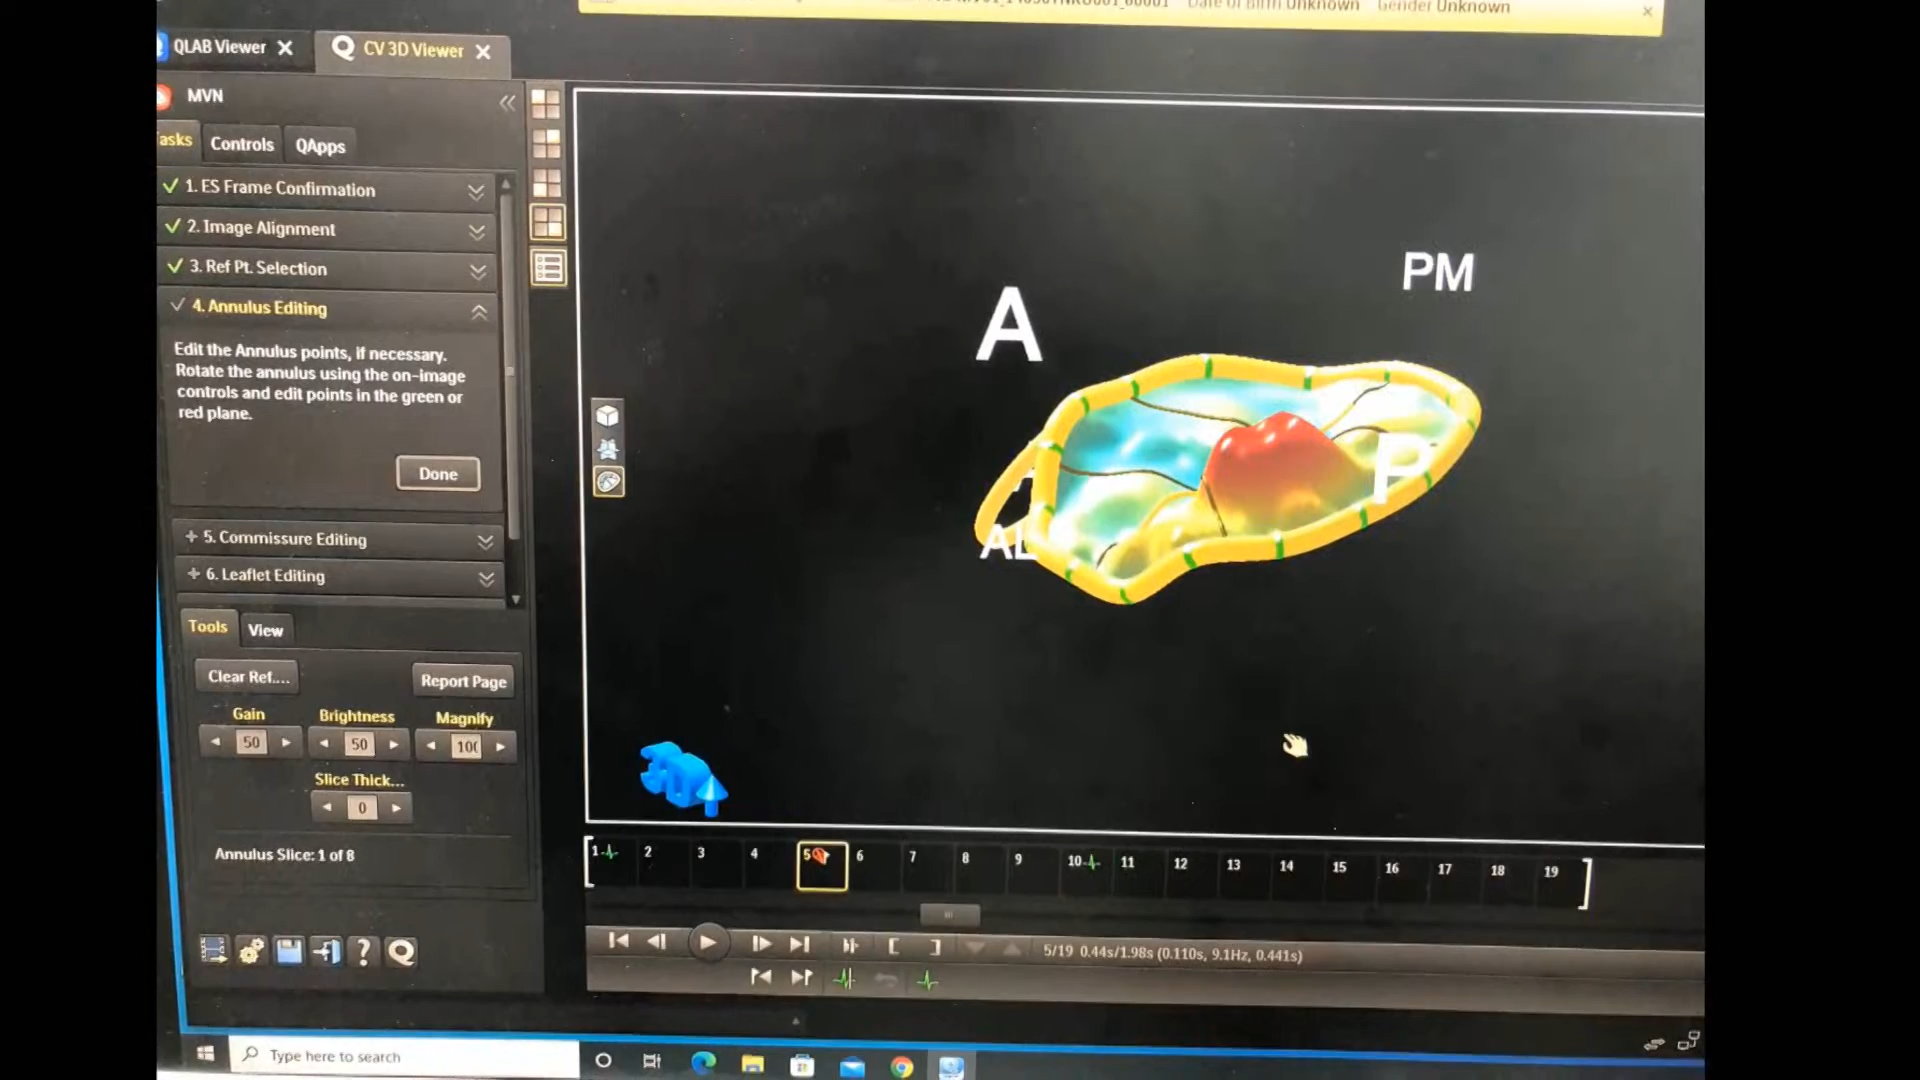 Date of Birth Unknown Gender Unknown
QLAB Viewer
CV 3D Viewer
MVN
asks Controls QApps
1. ES Frame Confirmation
2. Image Alignment
3. Ref Pt. Selection
4. Annulus Editing
Edit the Annulus points, if necessary.
Rotate the annulus using the on-image
controls and edit points in the green or
red plane.
Done
5. Commissure Editing
6. Leaflet Editing
Tools View
Clear Ref.... Report Page
Gain Brightness Magnify
50 50 100
Slice Thick...
0
Annulus Slice: 1 of 8
A
PM
P
AL
1 2 3 4 5 6 7 8 9 10 11 12 13 14 15 16 17 18 19
5/19 0.44s/1.98s (0.110s, 9.1Hz, 0.441s)
Type here to search